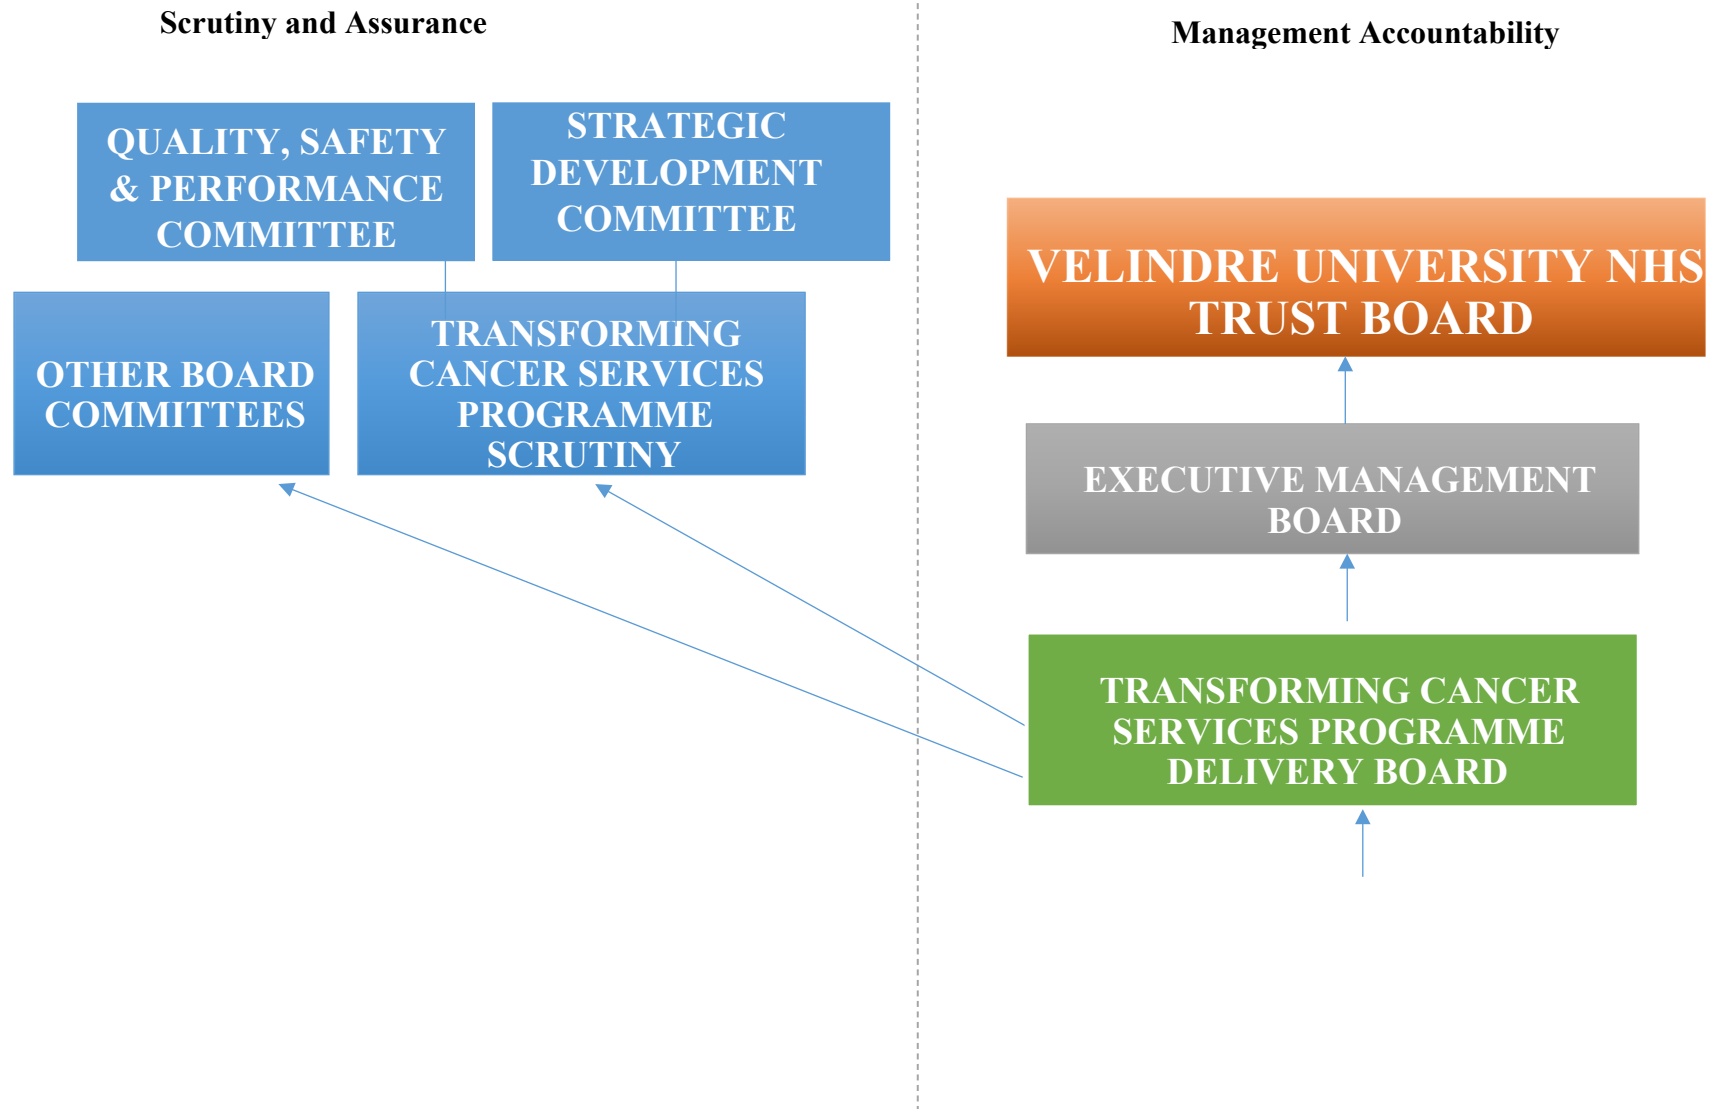 Scrutiny and Assurance
Management Accountability
QUALITY, SAFETY
& PERFORMANCE
COMMITTEE
STRATEGIC
DEVELOPMENT
COMMITTEE
OTHER BOARD
COMMITTEES
TRANSFORMING
CANCER SERVICES
PROGRAMME
SCRUTINY
VELINDRE UNIVERSITY NHS
TRUST BOARD
EXECUTIVE MANAGEMENT
BOARD
TRANSFORMING CANCER
SERVICES PROGRAMME
DELIVERY BOARD